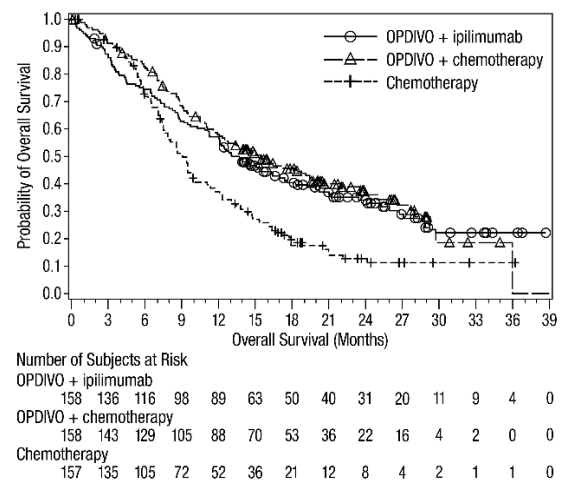 1.0
0.9
0.8
0.7
0.6
0.5
0.4
0.3
0.2
0.1
0.0
Probability of Overall Survival
OPDIVO + ipilimumab
OPDIVO + chemotherapy
Chemotherapy
0 3 6 9 12 15 18 21 24 27 30 33 36 39
Overall Survival (Months)
Number of Subjects at Risk
OPDIVO + ipilimumab
158 136 116 98 89 63 50 40 31 20 11 9 4 0
OPDIVO + chemotherapy
158 143 129 105 88 70 53 36 22 16 4 2 0 0
Chemotherapy
157 135 105 72 52 36 21 12 8 4 2 1 1 0